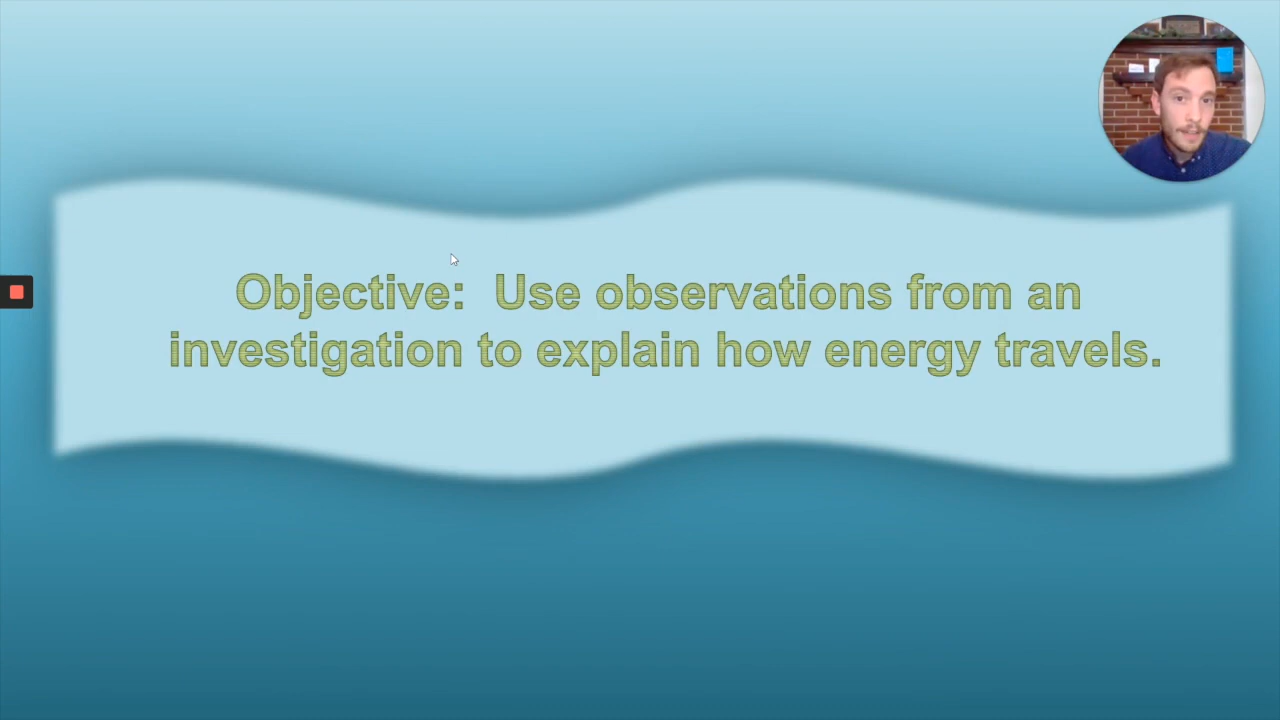 Objective:  Use observations from an
investigation to explain how energy travels.